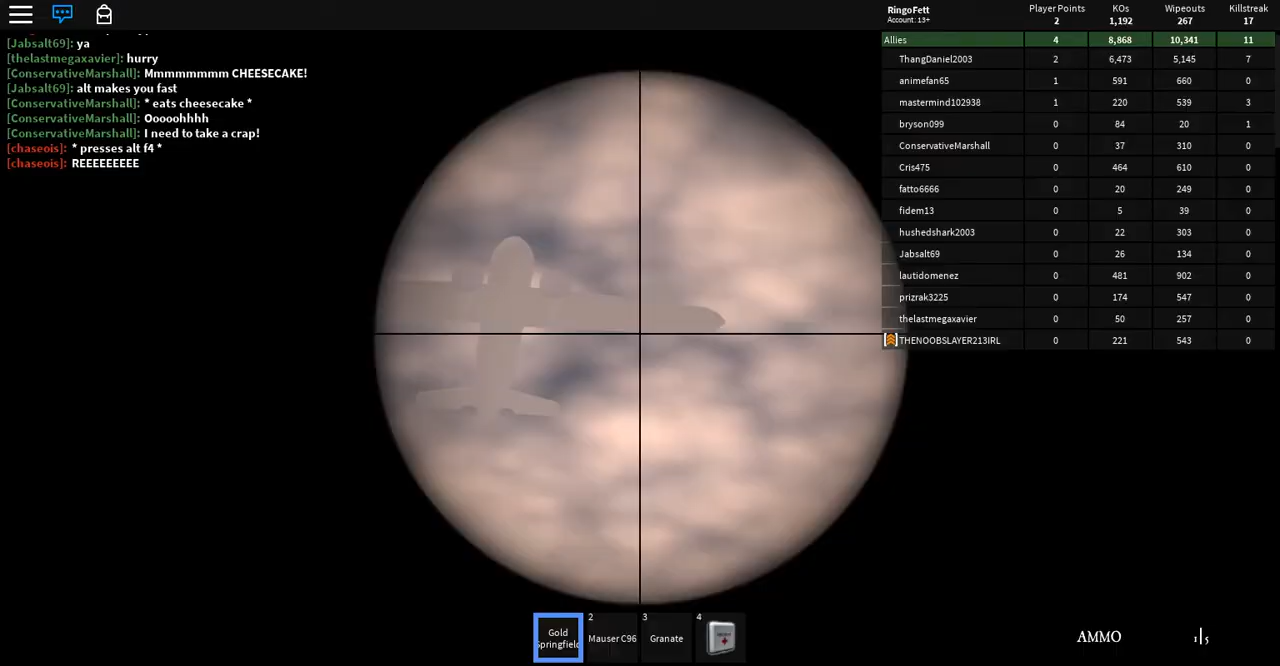 [Jabsalt69]: ya
[thelastmegaxavier]: hurry
[ConservativeMarshall]: Mmmmmmmm CHEESECAKE!
[Jabsalt69]: alt makes you fast
[ConservativeMarshall]: * eats cheesecake *
[ConservativeMarshall]: Ooooohhhh
[ConservativeMarshall]: I need to take a crap!
[chaseois]: * presses alt f4 *
[chaseois]: REEEEEEEEE
RingoFett Player Points KOs Wipeouts Killstreak
Account: 13+ 2 1,192 267 17
Allies 4 8,868 10,341 11
ThangDaniel2003 2 6,473 5,145 7
animefan65 1 591 660 0
mastermind102938 1 220 539 3
bryson099 0 84 20 1
ConservativeMarshall 0 37 310 0
Cris475 0 464 610 0
fatto6666 0 20 249 0
fidem13 0 5 39 0
hushedshark2003 0 22 303 0
Jabsalt69 0 26 134 0
lautidomenez 0 481 902 0
prizrak3225 0 174 547 0
thelastmegaxavier 0 50 257 0
THENOOBSLAYER213IRL 0 221 543 0
Gold Springfield
2 Mauser C96
3 Granate
4
AMMO 1|5